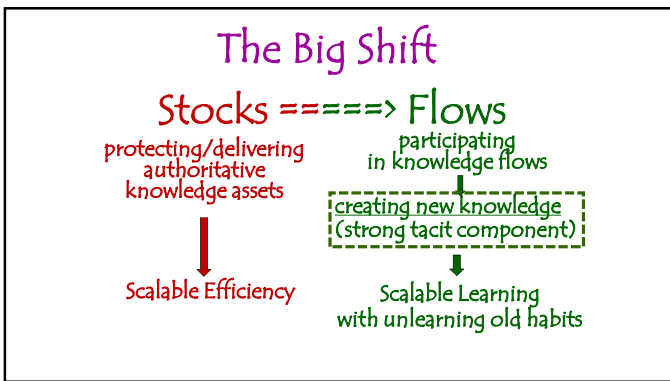 The Big Shift
Stocks =====> Flows
protecting/delivering
authoritative
knowledge assets
Scalable Efficiency
participating
in knowledge flows
creating new knowledge
(strong tacit component)
Scalable Learning
with unlearning old habits